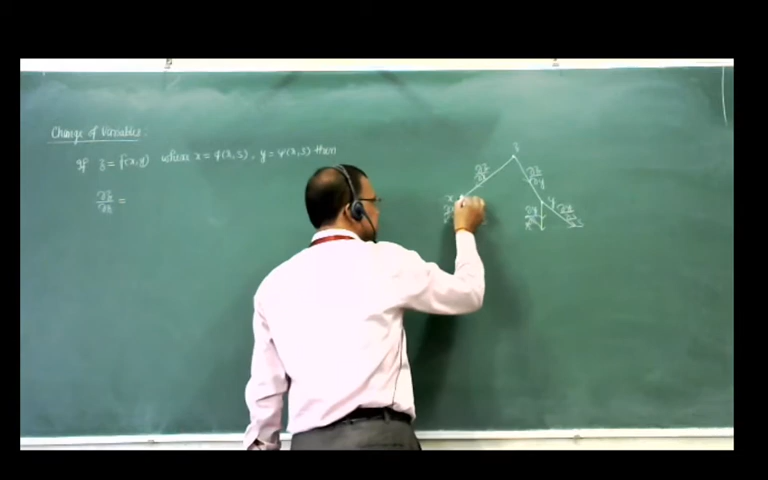 Change of Variables:
If z = f(x,y) where x = φ(r,s), y = ψ(r,s) then
∂z/∂r =
z
∂z/∂x ∂z/∂y
x y
∂y/∂r ∂y/∂s
r s